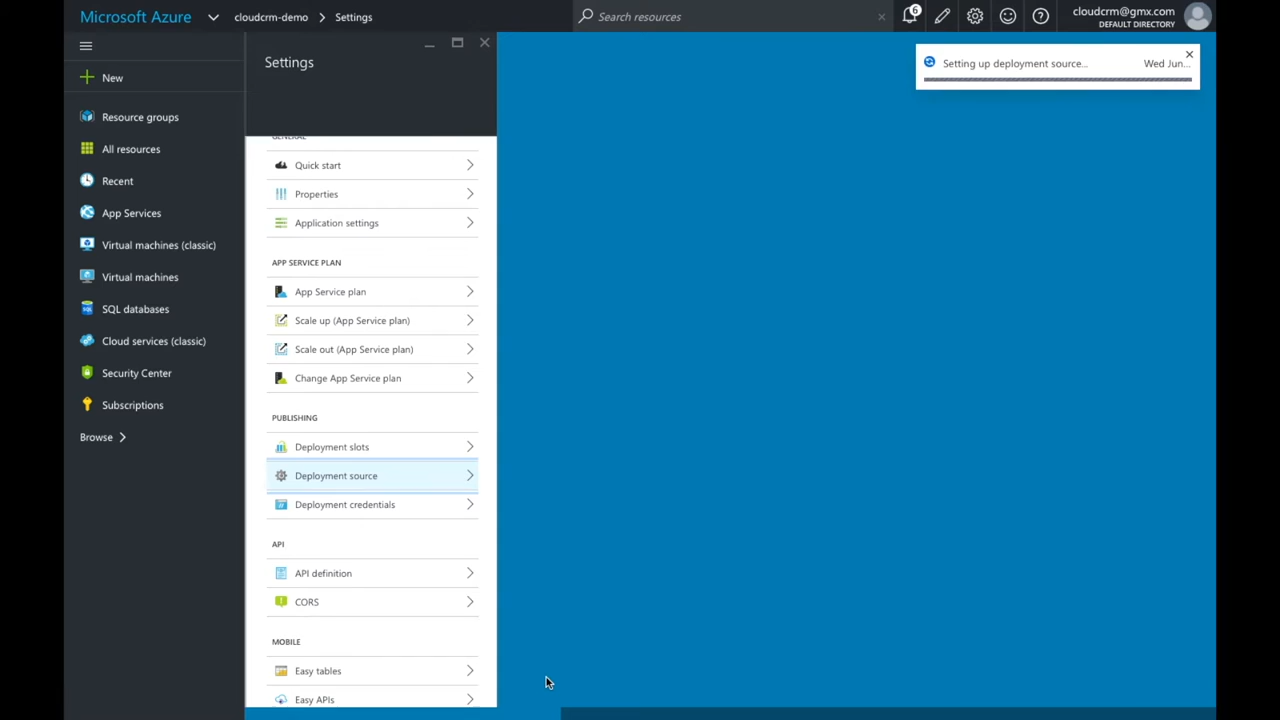 Microsoft Azure cloudcrm-demo Settings Search resources 6 cloudcrm@gmx.com
DEFAULT DIRECTORY
Settings
Setting up deployment source... Wed Jun...
New
Resource groups
All resources
Recent
App Services
Virtual machines (classic)
Virtual machines
SQL databases
Cloud services (classic)
Security Center
Subscriptions
Browse
GENERAL
Quick start
Properties
Application settings
APP SERVICE PLAN
App Service plan
Scale up (App Service plan)
Scale out (App Service plan)
Change App Service plan
PUBLISHING
Deployment slots
Deployment source
Deployment credentials
API
API definition
CORS
MOBILE
Easy tables
Easy APIs